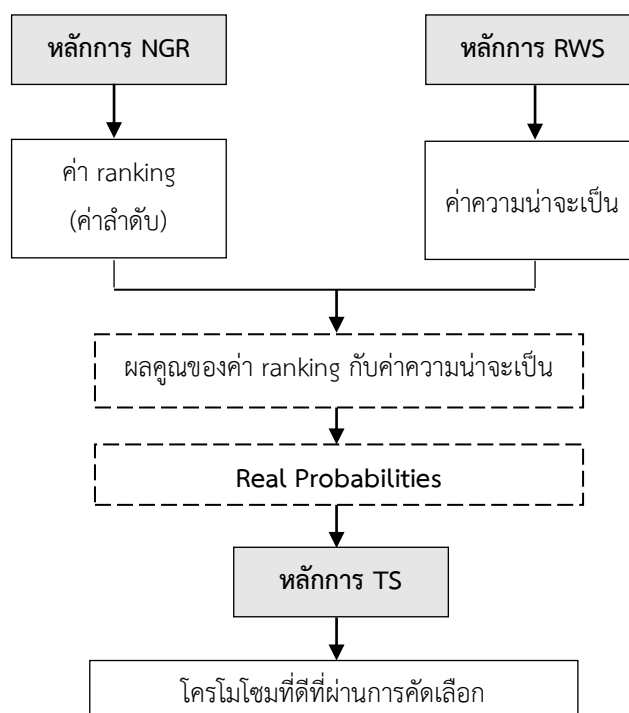 หลักการ NGR
หลักการ RWS
ค่า ranking
(ค่าลำดับ)
ค่าความน่าจะเป็น
ผลคูณของค่า ranking กับค่าความน่าจะเป็น
Real Probabilities
หลักการ TS
โครโมโซมที่ดีที่ผ่านการคัดเลือก